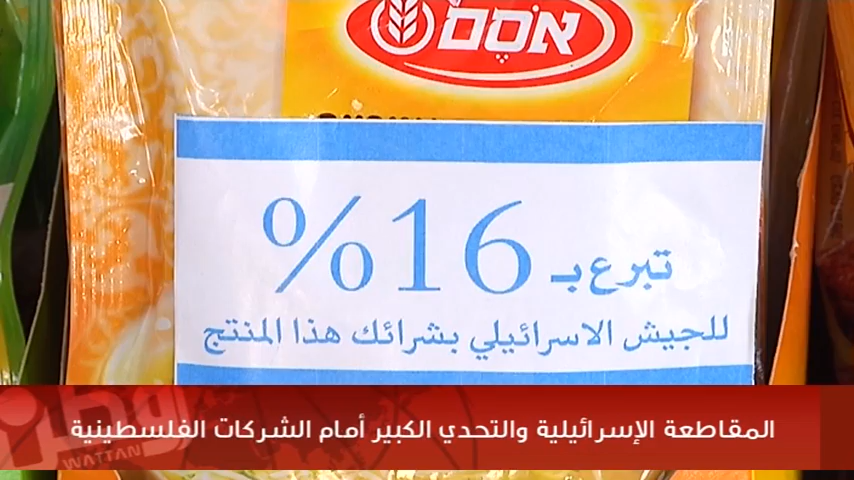 אסם
تبرع بـ 16%
للجيش الاسرائيلي بشرائك هذا المنتج
المقاطعة الإسرائيلية والتحدي الكبير أمام الشركات الفلسطينية
وطن
WATTAN